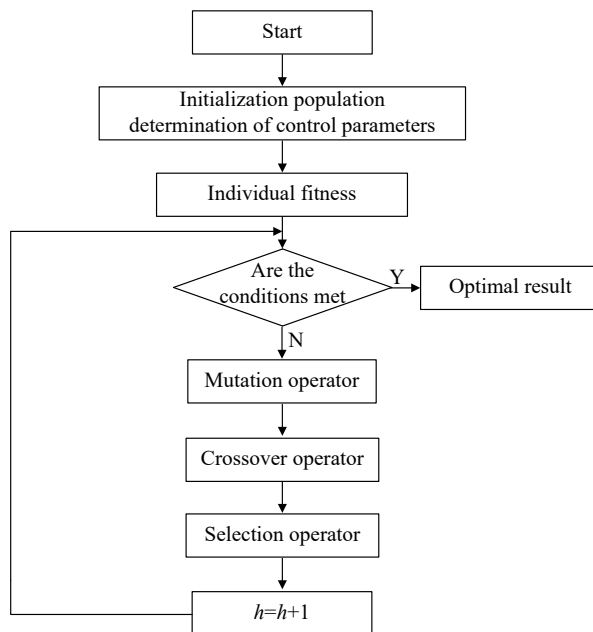 Start
Initialization population
determination of control parameters
Individual fitness
Are the
conditions met
Y
Optimal result
N
Mutation operator
Crossover operator
Selection operator
h=h+1